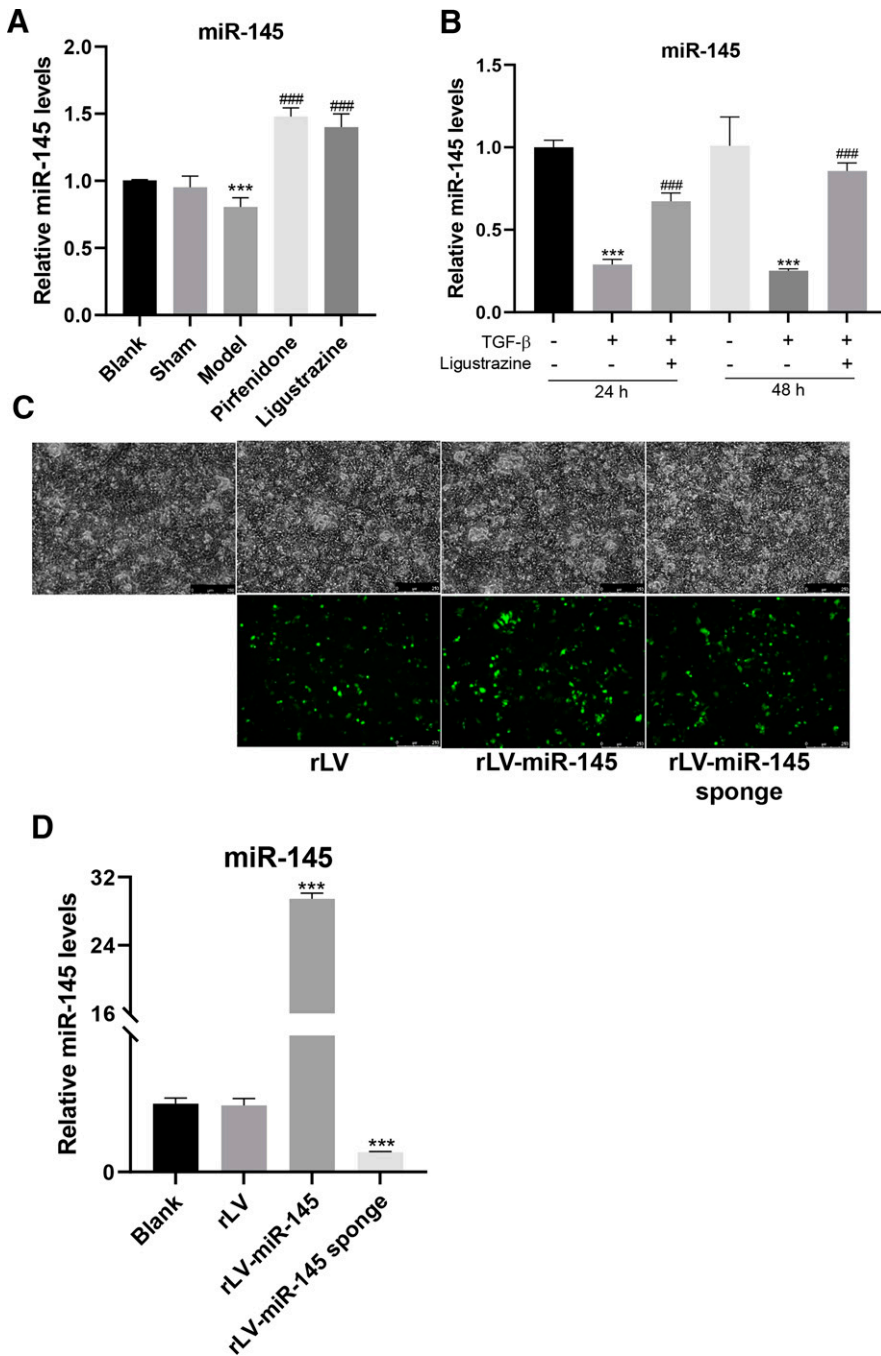 A
miR-145
Relative miR-145 levels
2.0
1.5
1.0
0.5
0.0
***
###
###
Blank
Sham
Model
Pirfenidone
Ligustrazine
B
miR-145
Relative miR-145 levels
1.5
1.0
0.5
0.0
***
###
***
###
TGF-β - + + - + +
Ligustrazine - - + - - +
24 h 48 h
C
rLV
rLV-miR-145
rLV-miR-145
sponge
D
miR-145
Relative miR-145 levels
32
24
16
0
***
***
Blank
rLV
rLV-miR-145
rLV-miR-145 sponge